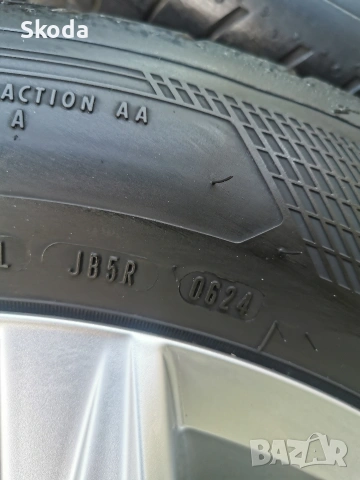 Skoda
ACTION AA
A
L JB5R 0624
BAZAR